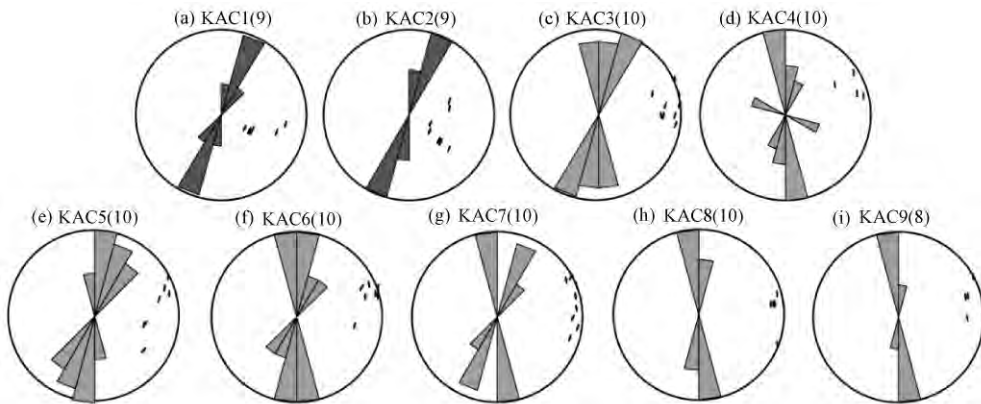 (a) KAC1(9)
(b) KAC2(9)
(c) KAC3(10)
(d) KAC4(10)
(e) KAC5(10)
(f) KAC6(10)
(g) KAC7(10)
(h) KAC8(10)
(i) KAC9(8)